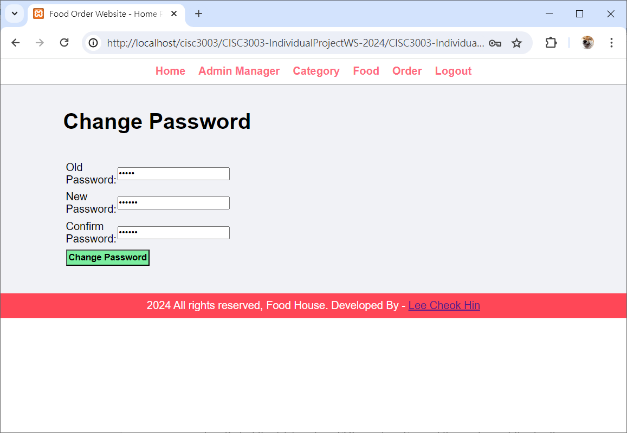 Food Order Website - Home
http://localhost/cisc3003/CISC3003-IndividualProjectWS-2024/CISC3003-Individua...
Home Admin Manager Category Food Order Logout
Change Password
Old
Password: •••••
New
Password: ••••••
Confirm
Password: ••••••
Change Password
2024 All rights reserved, Food House. Developed By - Lee Cheok Hin